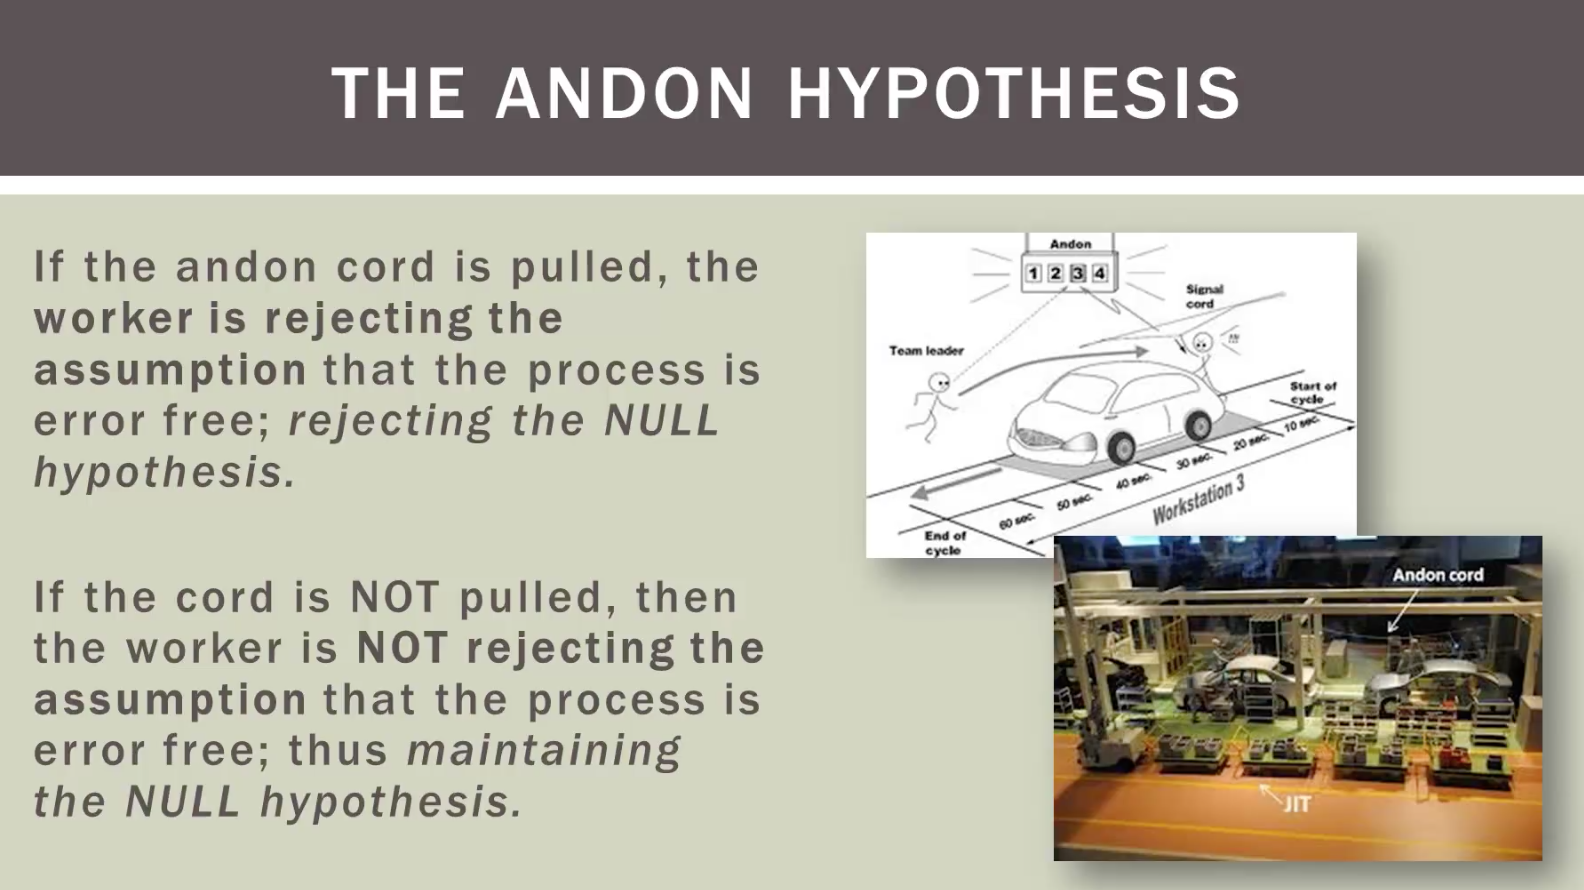 THE ANDON HYPOTHESIS
If the andon cord is pulled, the
worker is rejecting the
assumption that the process is
error free; rejecting the NULL
hypothesis.
If the cord is NOT pulled, then
the worker is NOT rejecting the
assumption that the process is
error free; thus maintaining
the NULL hypothesis.
Andon
1 2 3 4
Signal
cord
Team leader
Start of
cycle
10 sec.
20 sec.
30 sec.
40 sec.
50 sec.
60 sec.
Workstation 3
End of
cycle
Andon cord
JIT